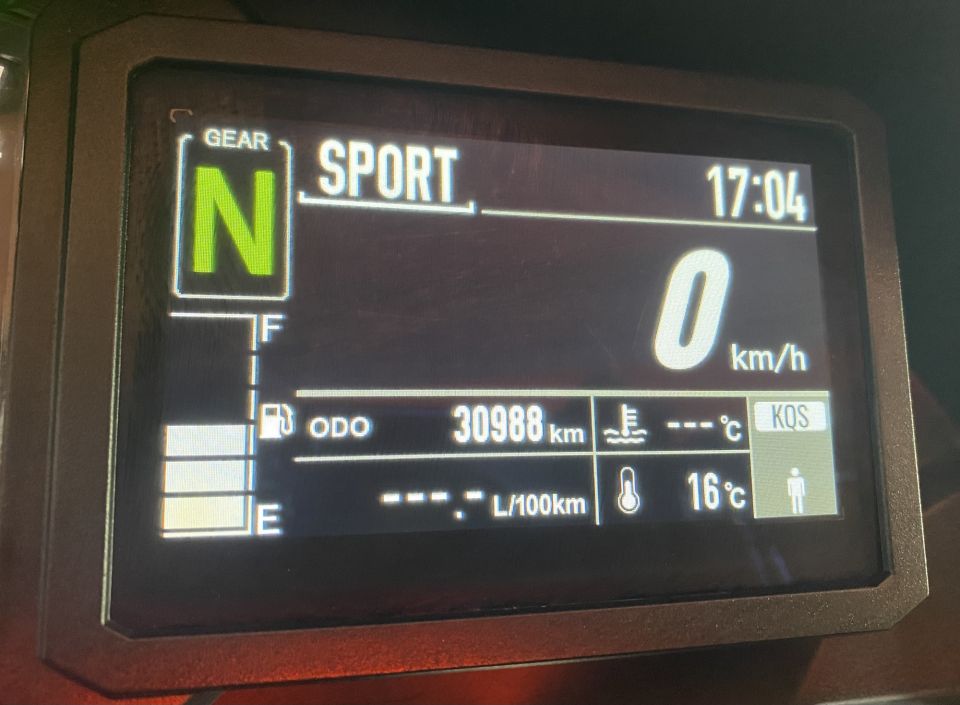 GEAR
N
SPORT
17:04
0 km/h
F
ODO 30988 km
--- °C
KQS
E
---.- L/100km
16 °C